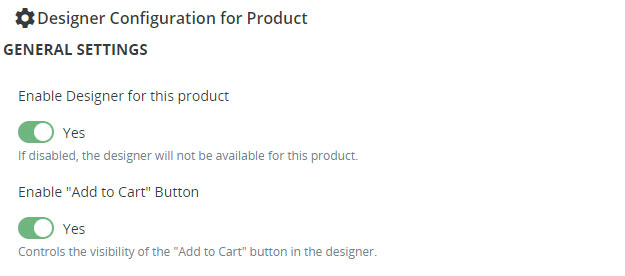 Designer Configuration for Product
GENERAL SETTINGS
Enable Designer for this product
Yes
If disabled, the designer will not be available for this product.
Enable "Add to Cart" Button
Yes
Controls the visibility of the "Add to Cart" button in the designer.